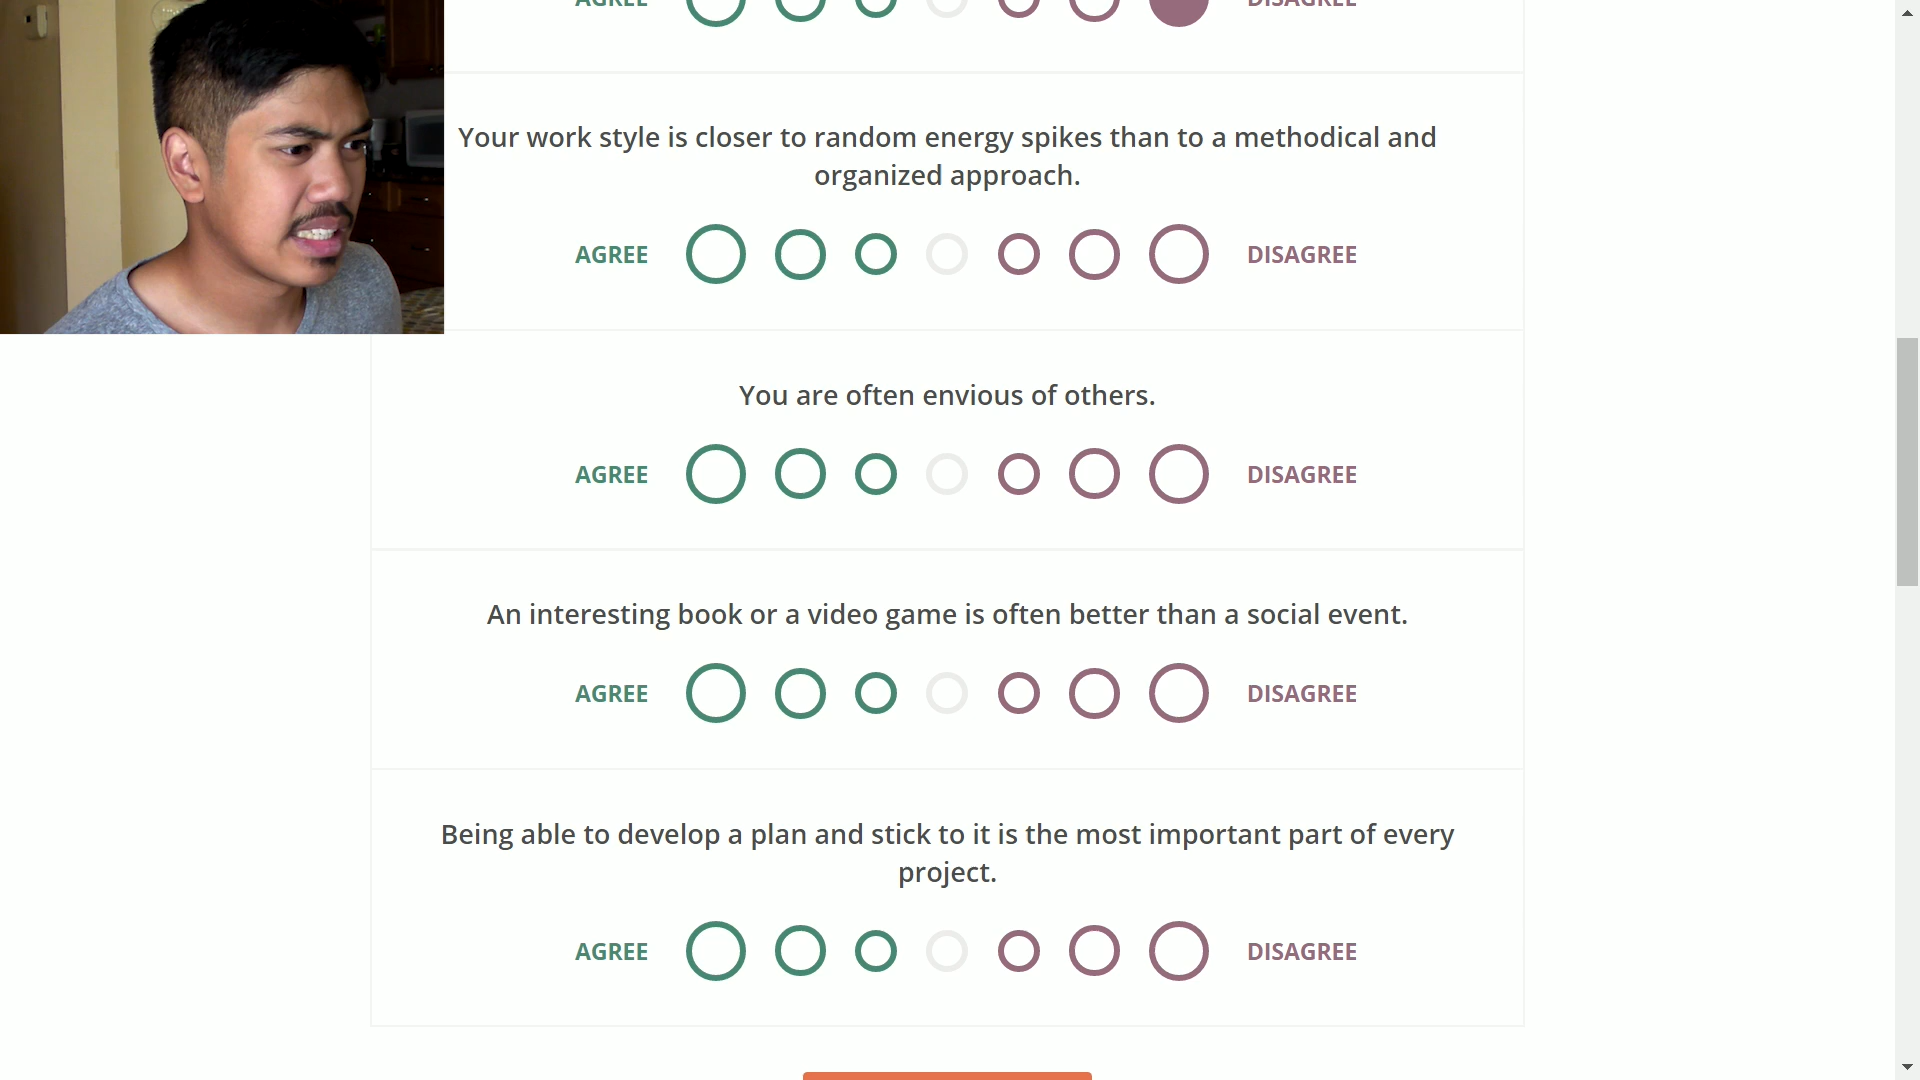 AGREE DISAGREE
Your work style is closer to random energy spikes than to a methodical and
organized approach.
AGREE DISAGREE
You are often envious of others.
AGREE DISAGREE
An interesting book or a video game is often better than a social event.
AGREE DISAGREE
Being able to develop a plan and stick to it is the most important part of every
project.
AGREE DISAGREE